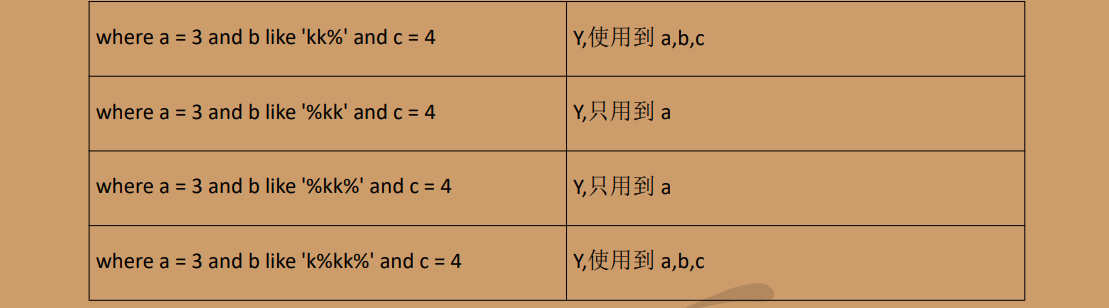 where a = 3 and b like 'kk%' and c = 4
Y,使用到 a,b,c
where a = 3 and b like '%kk' and c = 4
Y,只用到 a
where a = 3 and b like '%kk%' and c = 4
Y,只用到 a
where a = 3 and b like 'k%kk%' and c = 4
Y,使用到 a,b,c